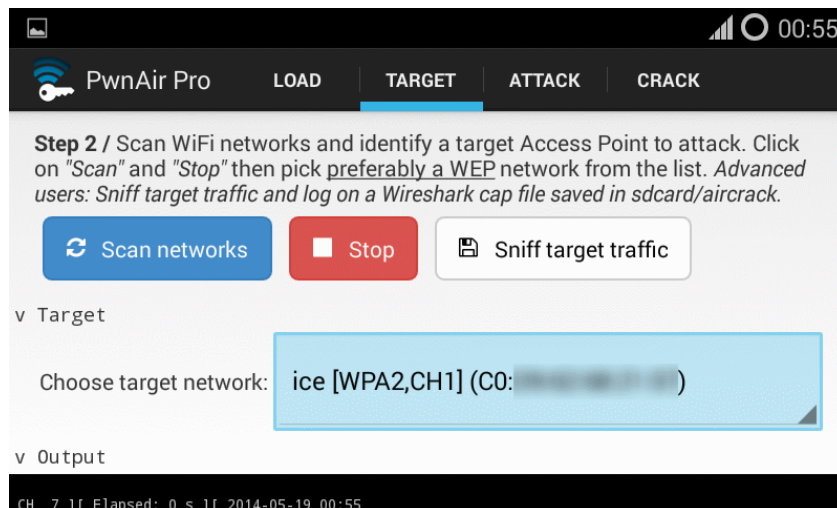 00:55
PwnAir Pro LOAD TARGET ATTACK CRACK
Step 2 / Scan WiFi networks and identify a target Access Point to attack. Click
on "Scan" and "Stop" then pick preferably a WEP network from the list. Advanced
users: Sniff target traffic and log on a Wireshark cap file saved in sdcard/aircrack.
Scan networks Stop Sniff target traffic
v Target
Choose target network: ice [WPA2,CH1] (C0: )
v Output
CH 7 ][ Elapsed: 0 s ][ 2014-05-19 00:55